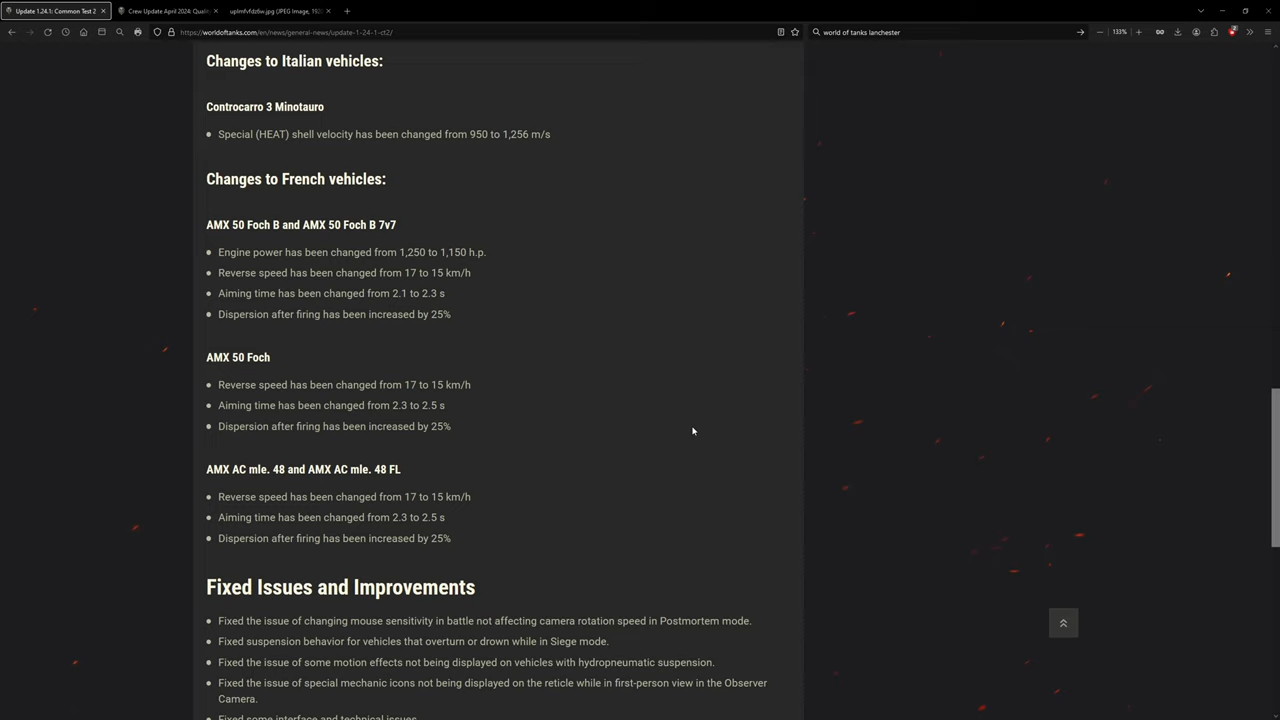 Update 1.24.1: Common Test 2
Crew Update April 2024: Quali
uplmfvfdz6w.jpg (JPEG Image, 192
https://worldoftanks.com/en/news/general-news/update-1-24-1-ct2/
world of tanks lanchester
133%
Changes to Italian vehicles:
Controcarro 3 Minotauro
• Special (HEAT) shell velocity has been changed from 950 to 1,256 m/s
Changes to French vehicles:
AMX 50 Foch B and AMX 50 Foch B 7v7
• Engine power has been changed from 1,250 to 1,150 h.p.
• Reverse speed has been changed from 17 to 15 km/h
• Aiming time has been changed from 2.1 to 2.3 s
• Dispersion after firing has been increased by 25%
AMX 50 Foch
• Reverse speed has been changed from 17 to 15 km/h
• Aiming time has been changed from 2.3 to 2.5 s
• Dispersion after firing has been increased by 25%
AMX AC mle. 48 and AMX AC mle. 48 FL
• Reverse speed has been changed from 17 to 15 km/h
• Aiming time has been changed from 2.3 to 2.5 s
• Dispersion after firing has been increased by 25%
Fixed Issues and Improvements
• Fixed the issue of changing mouse sensitivity in battle not affecting camera rotation speed in Postmortem mode.
• Fixed suspension behavior for vehicles that overturn or drown while in Siege mode.
• Fixed the issue of some motion effects not being displayed on vehicles with hydropneumatic suspension.
• Fixed the issue of special mechanic icons not being displayed on the reticle while in first-person view in the Observer
Camera.
• Fixed some interface and technical issues.